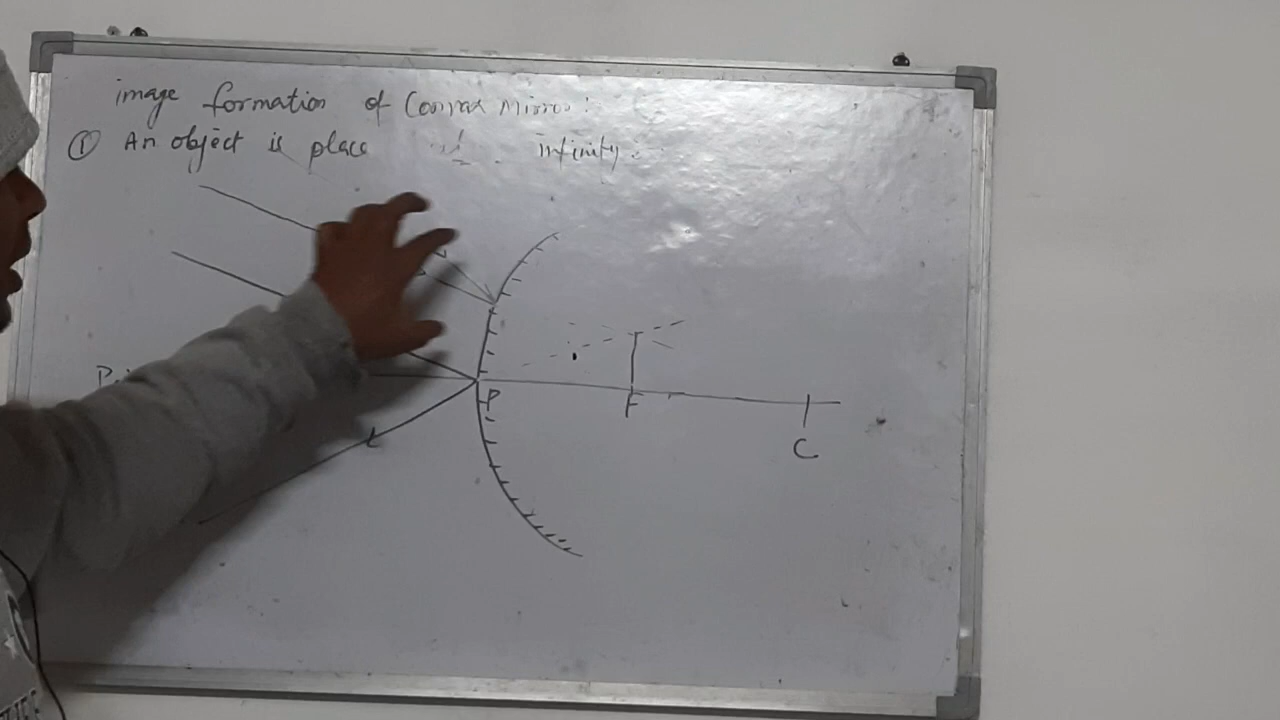 image formation of Convex Mirror:
① An object is place infinity:
P
F
C